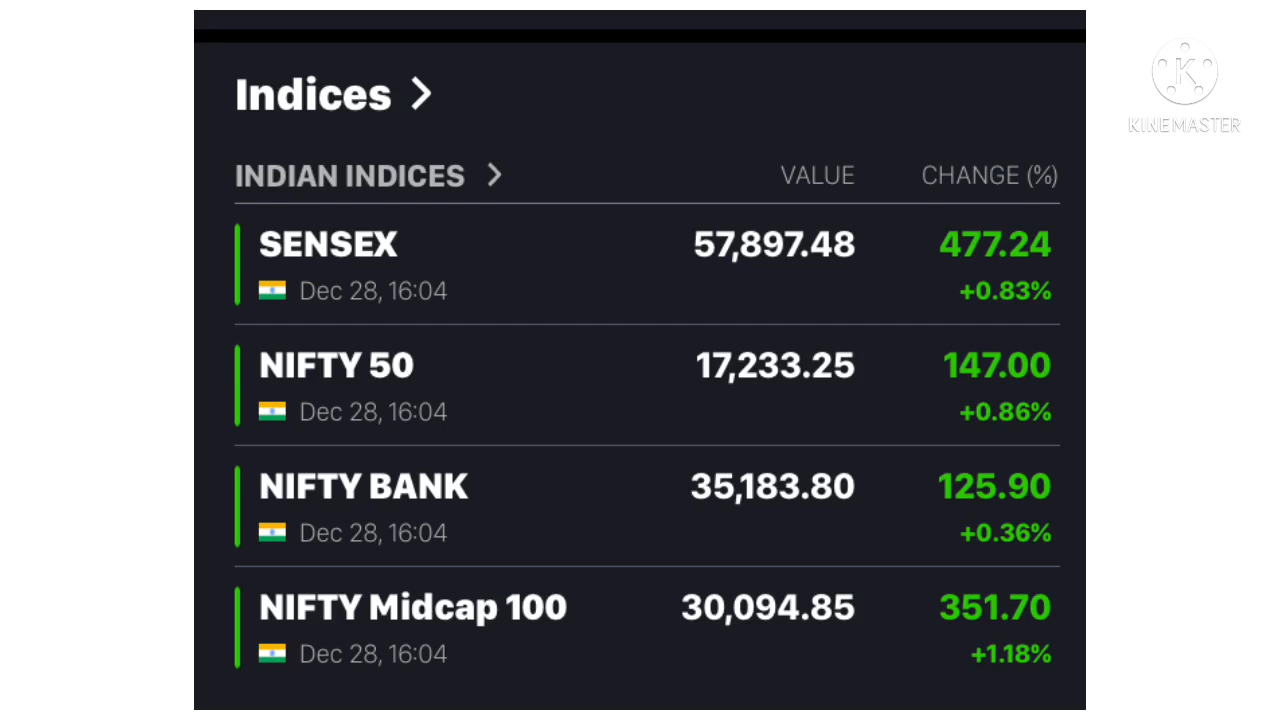 Indices
INDIAN INDICES VALUE CHANGE (%)
SENSEX 57,897.48 477.24
Dec 28, 16:04 +0.83%
NIFTY 50 17,233.25 147.00
Dec 28, 16:04 +0.86%
NIFTY BANK 35,183.80 125.90
Dec 28, 16:04 +0.36%
NIFTY Midcap 100 30,094.85 351.70
Dec 28, 16:04 +1.18%
K
KINEMASTER